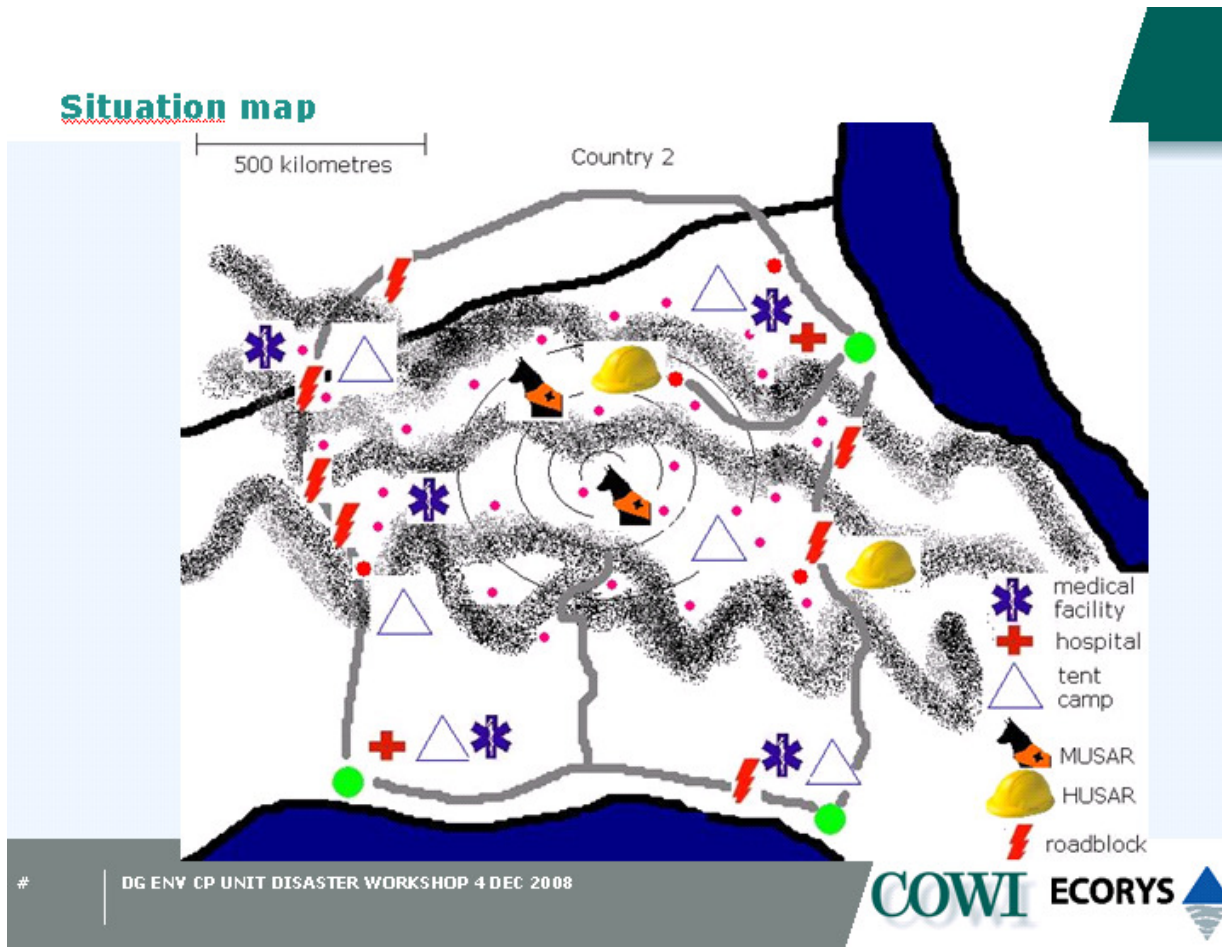 Situation map
500 kilometres
Country 2
medical
facility
hospital
tent
camp
MUSAR
HUSAR
roadblock
#
DG ENV CP UNIT DISASTER WORKSHOP 4 DEC 2008
COWI
ECORYS